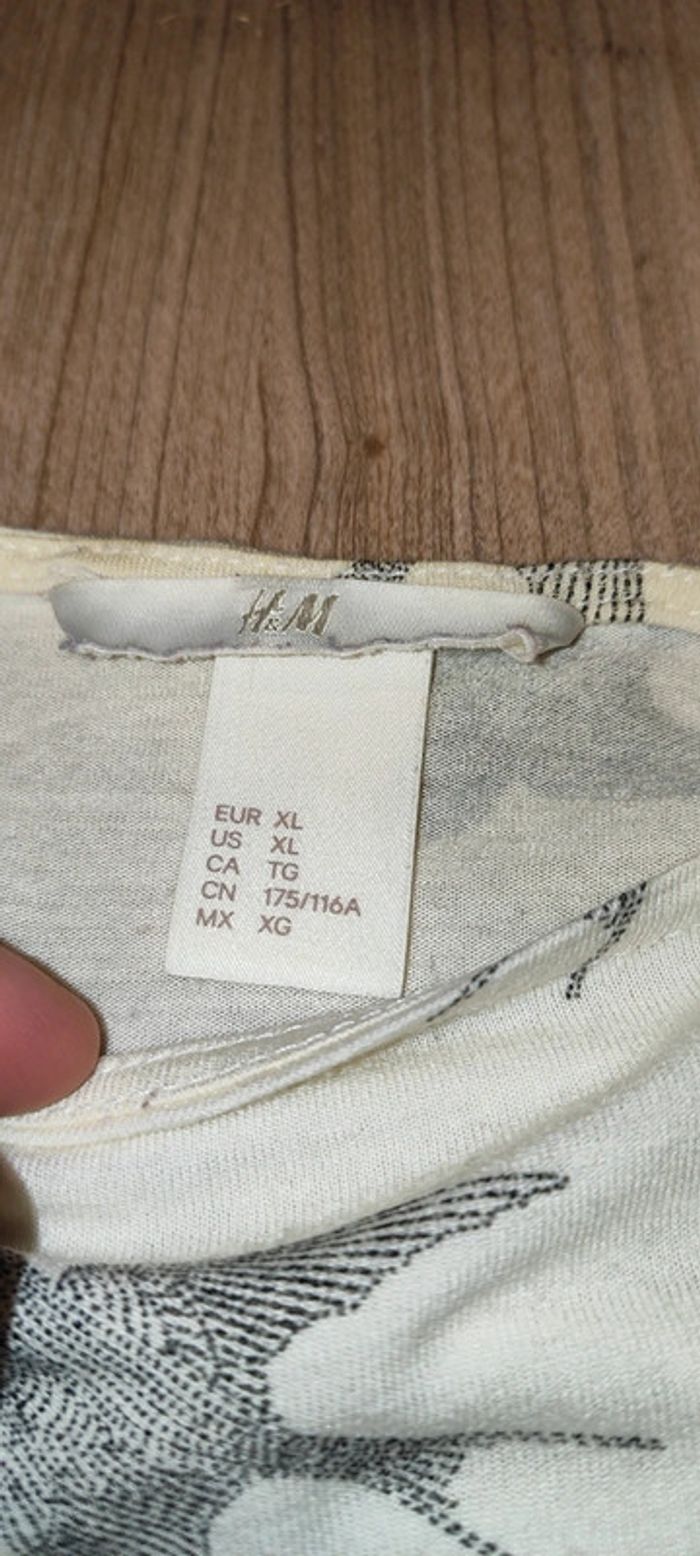 H&M
EUR XL
US XL
CA TG
CN 175/116A
MX XG